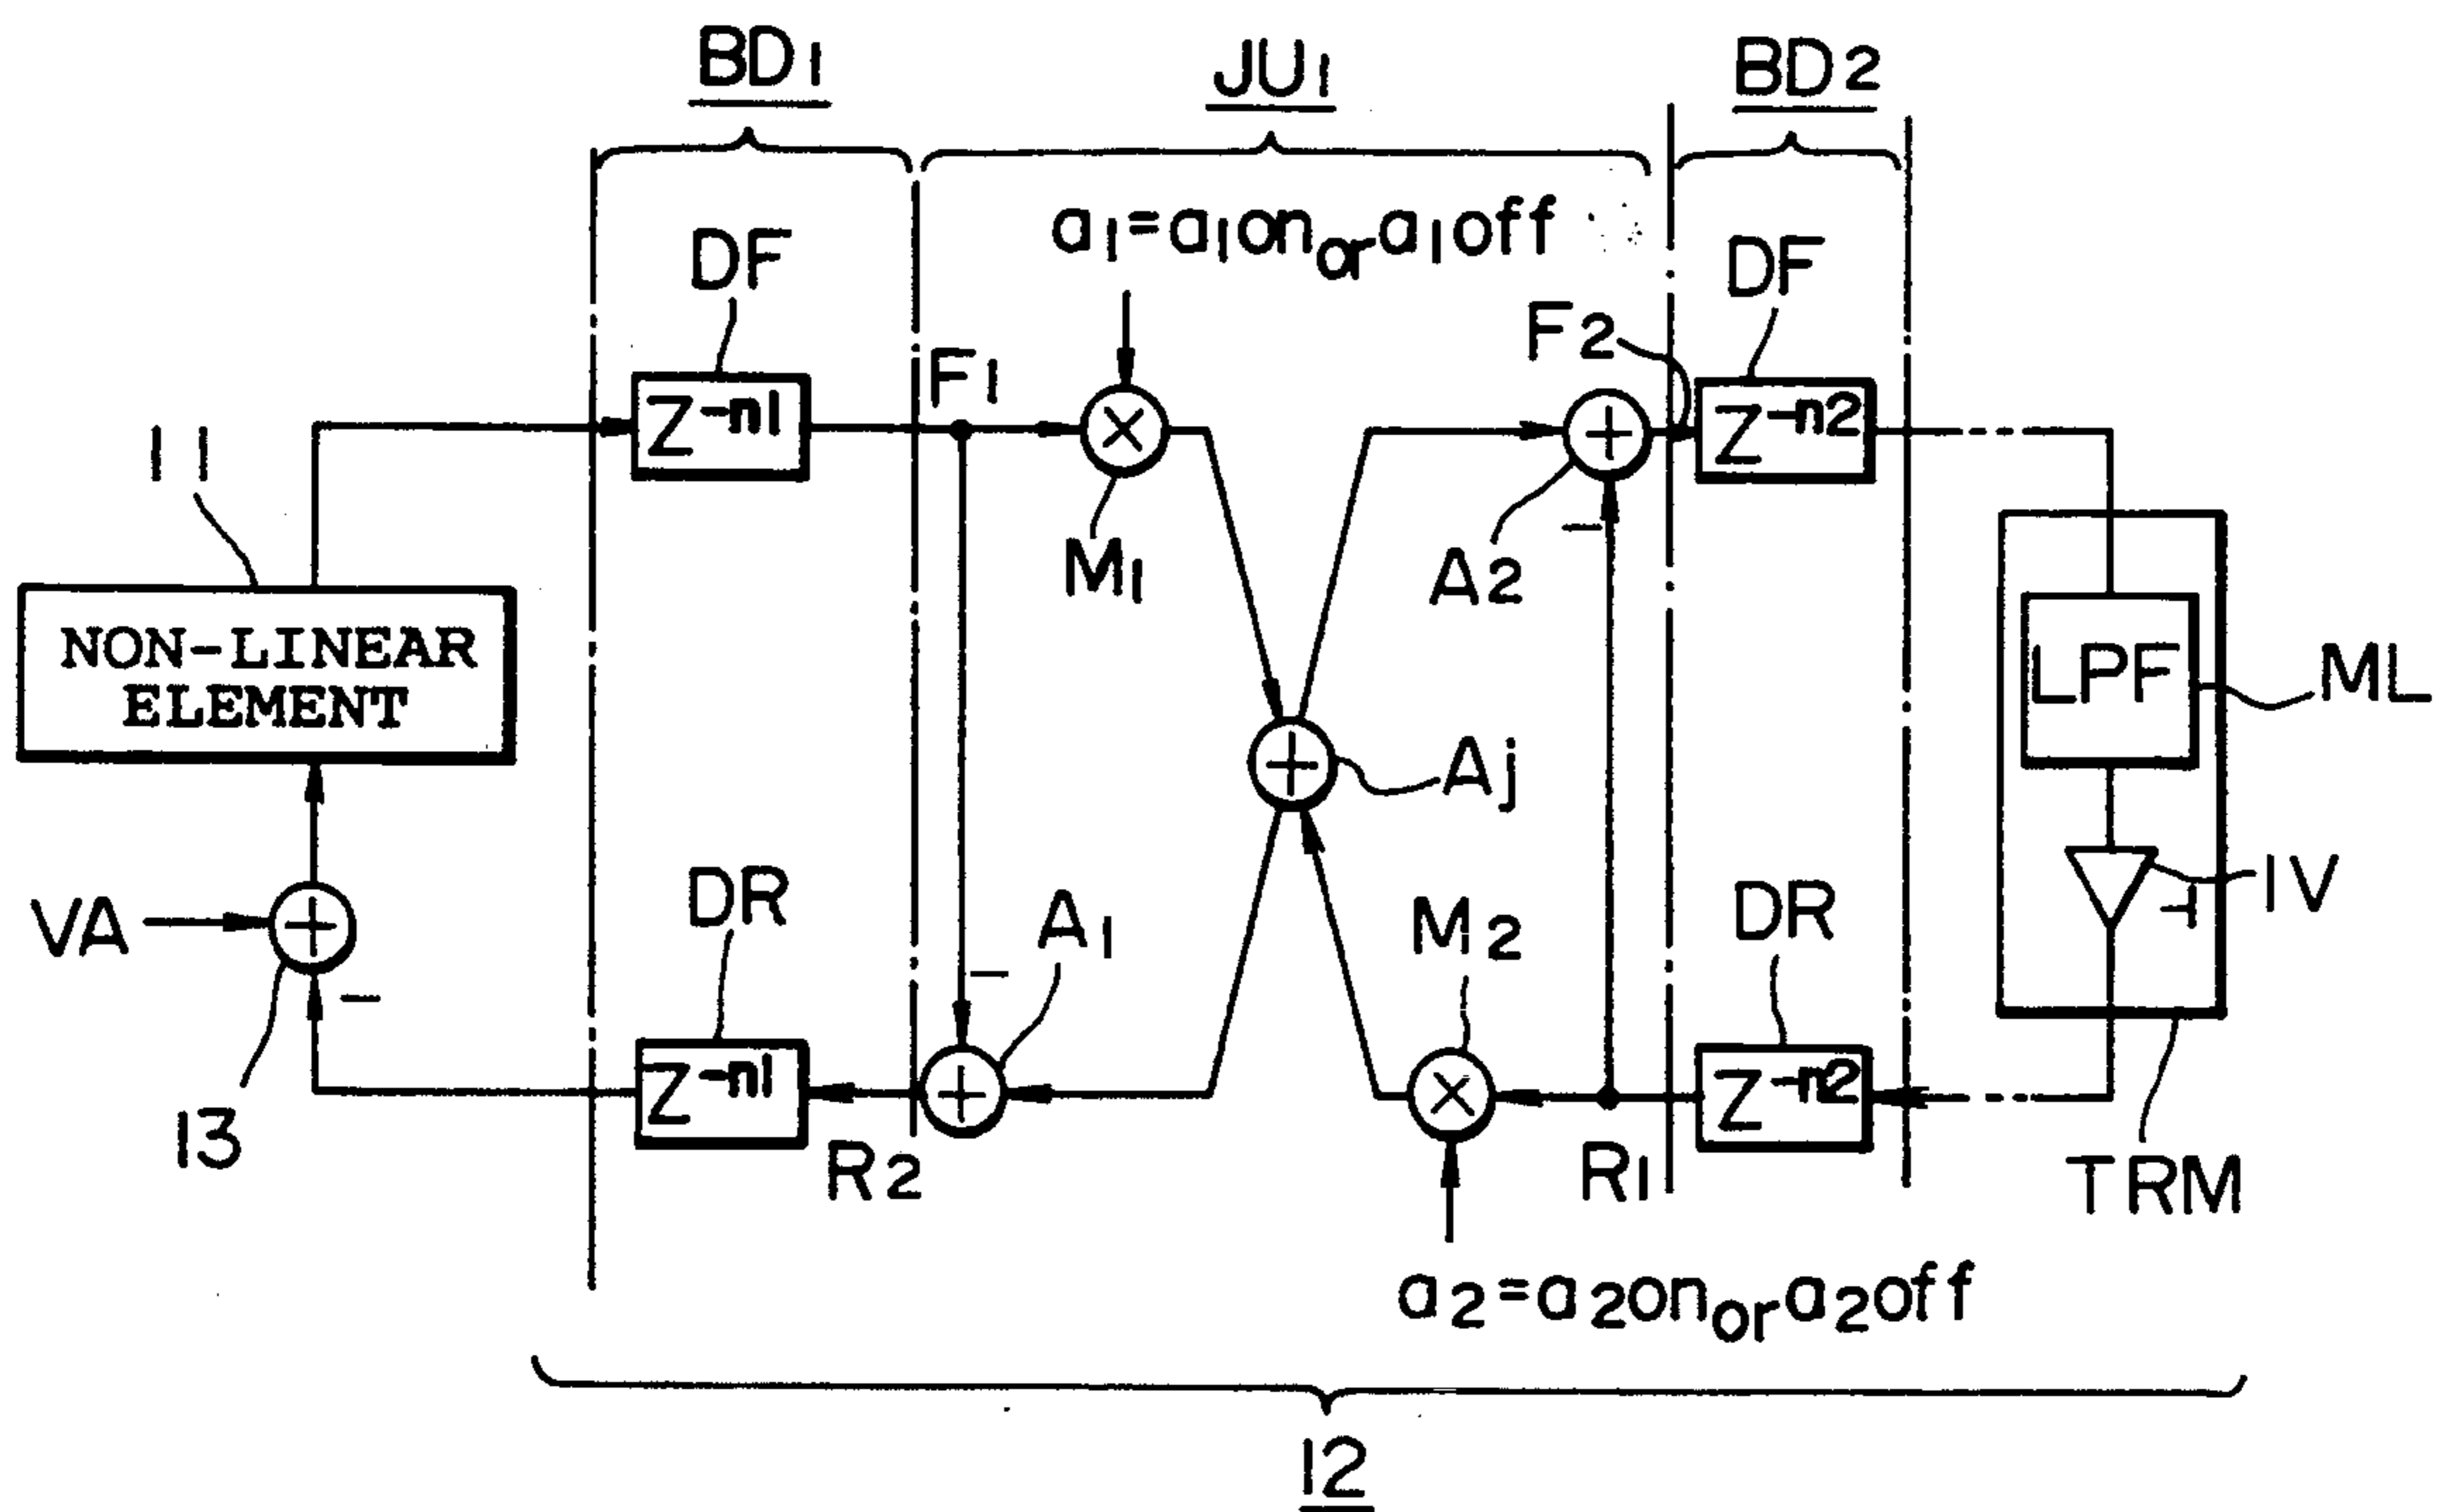 BD1
JU1
BD2
a1=a1on or a1off
DF
DF
F1
F2
Z-n1
Z-n2
11
M1
A2
NON-LINEAR
ELEMENT
LPF
ML
Aj
VA
DR
A1
M2
DR
-1
1V
-
-
-
13
Z-n1
Z-n2
R2
R1
TRM
a2=a2on or a2off
12